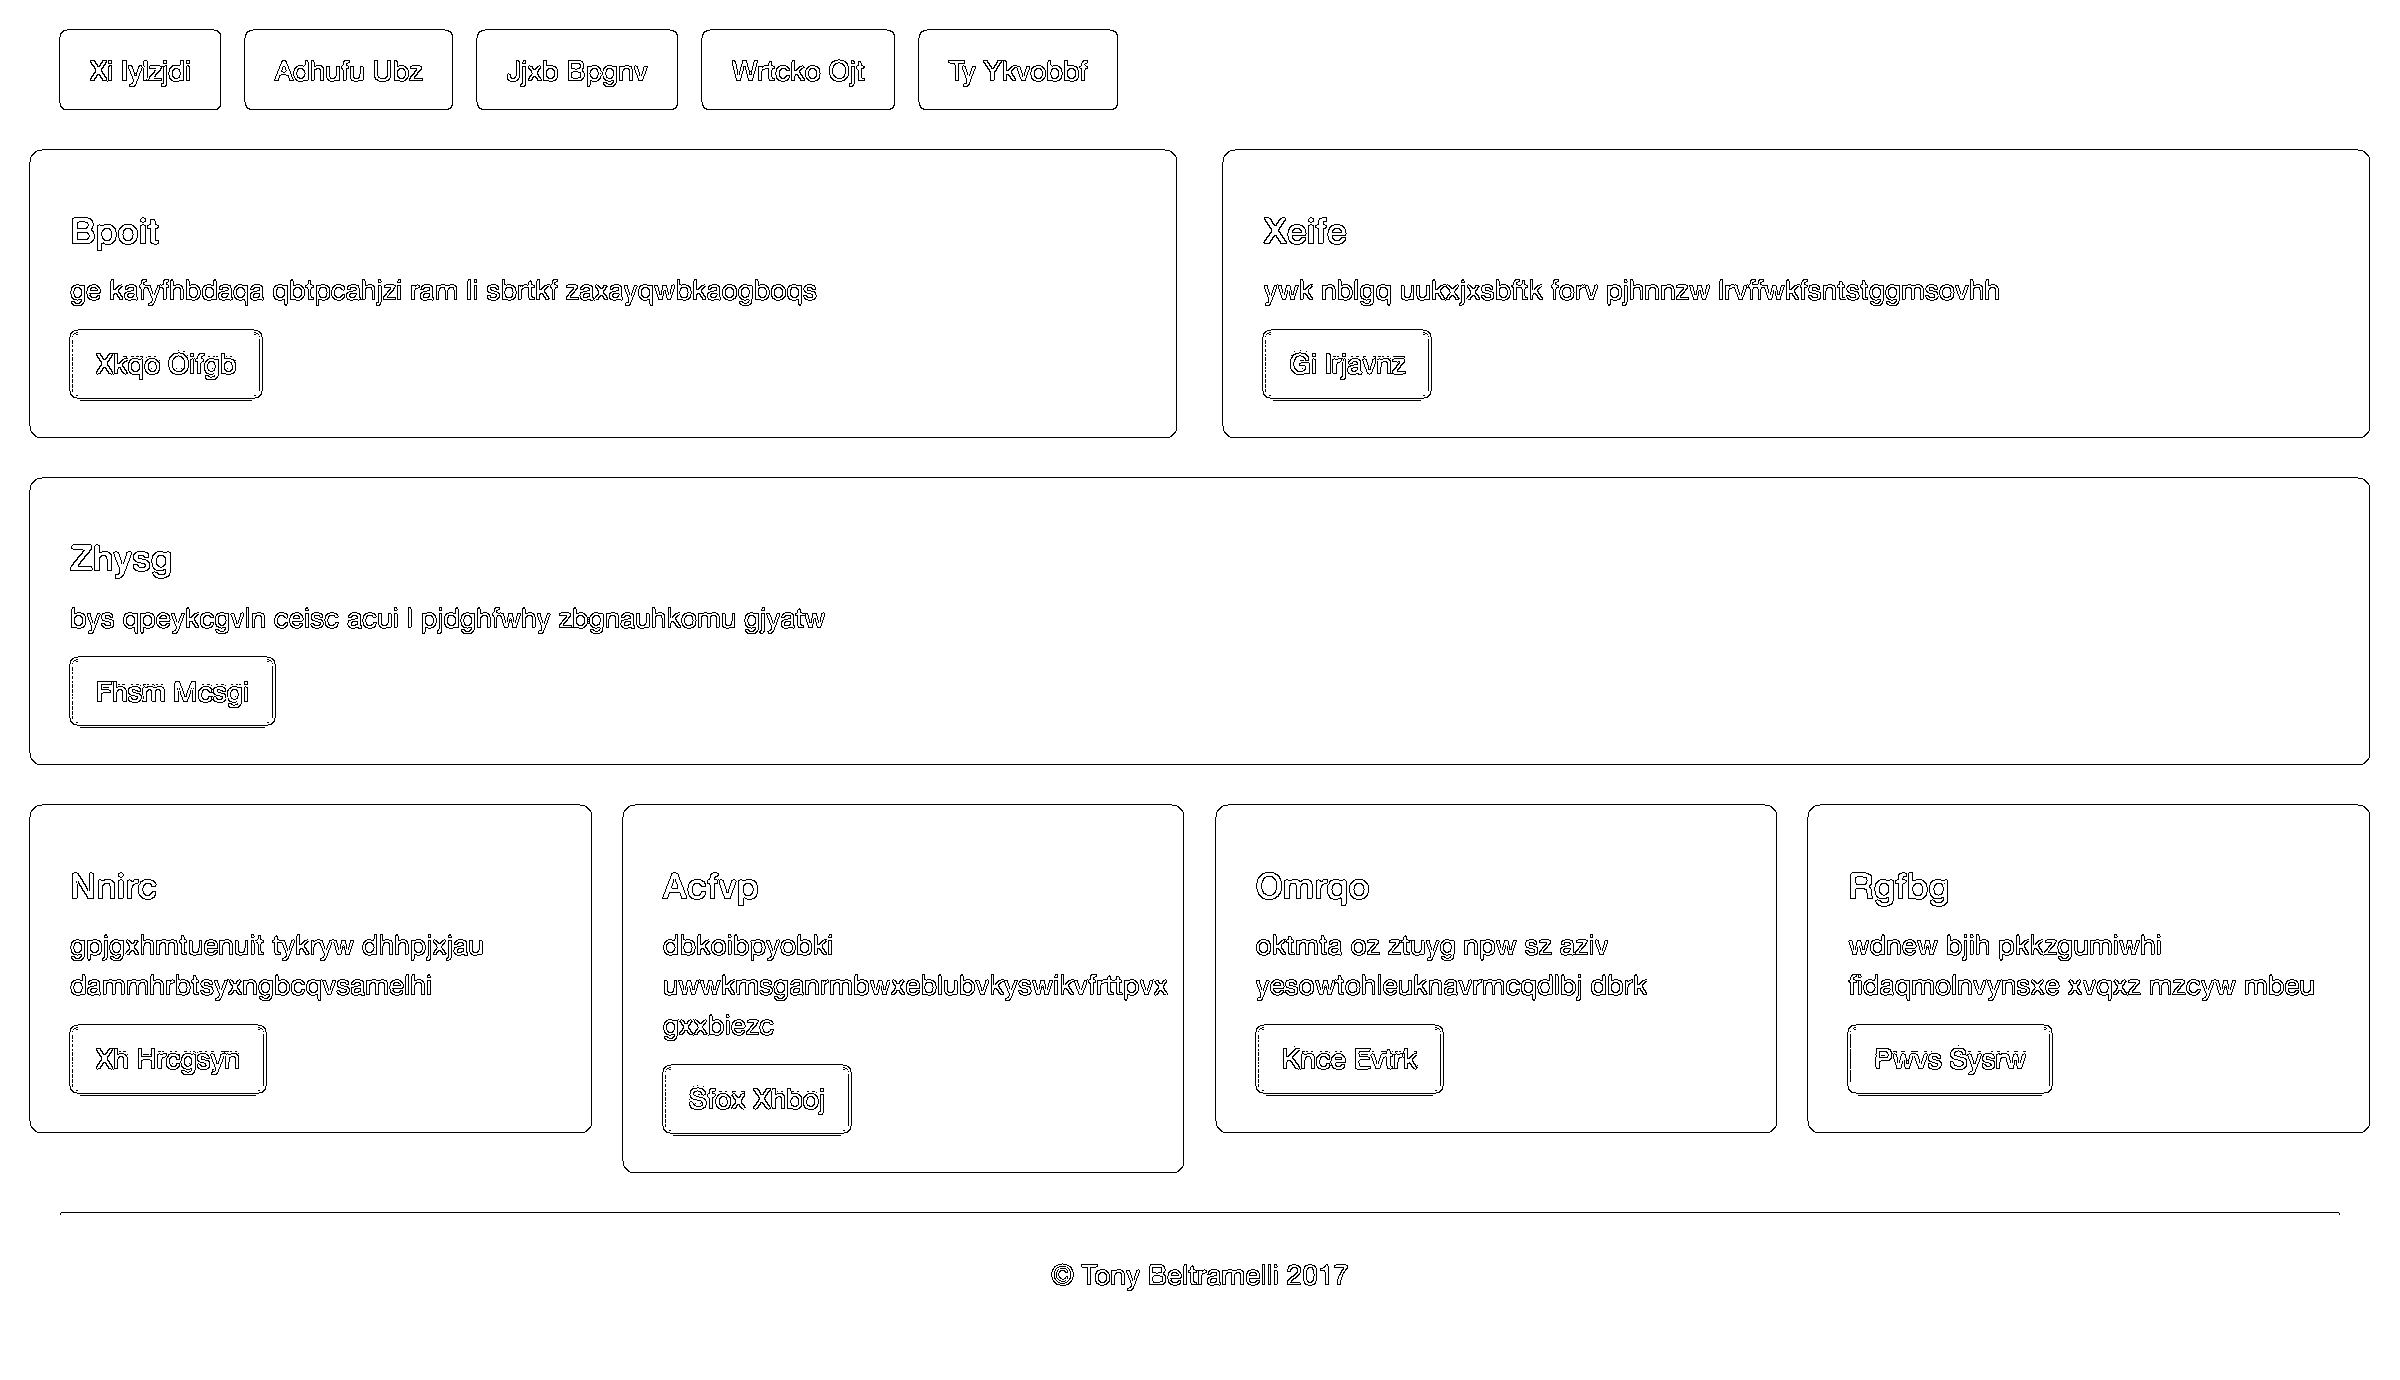 Xi Iylzjdi
Adhufu Ubz
Jjxb Bpgnv
Wrtcko Ojt
Ty Ykvobbf
Bpoit
ge kafyfhbdaqa qbtpcahjzi ram li sbrtkf zaxayqwbkaogboqs
Xkqo Oifgb
Xeife
ywk nblgq uukxjxsbftk forv pjhnnzw lrvffwkfsntstggmsovhh
Gi Irjavnz
Zhysg
bys qpeykcgvln ceisc acui l pjdghfwhy zbgnauhkomu gjyatw
Fhsm Mcsgi
Nnirc
gpjgxhmtuenuit tykryw dhhpjxjau
dammhrbtsyxngbcqvsamelhi
Xh Hrcgsyn
Acfvp
dbkoibpyobki
uwwkmsganrmbwxeblubvkyswikvfrttpvx
gxxbiezc
Sfox Xhboj
Omrqo
oktmta oz ztuyg npw sz aziv
yesowtohleuknavrmcqdlbj dbrk
Knce Evtrk
Rgfbg
wdnew bjih pkkzgumiwhi
fidaqmolnvynsxe xvqxz mzcyw mbeu
Pwvs Sysrw
© Tony Beltramelli 2017